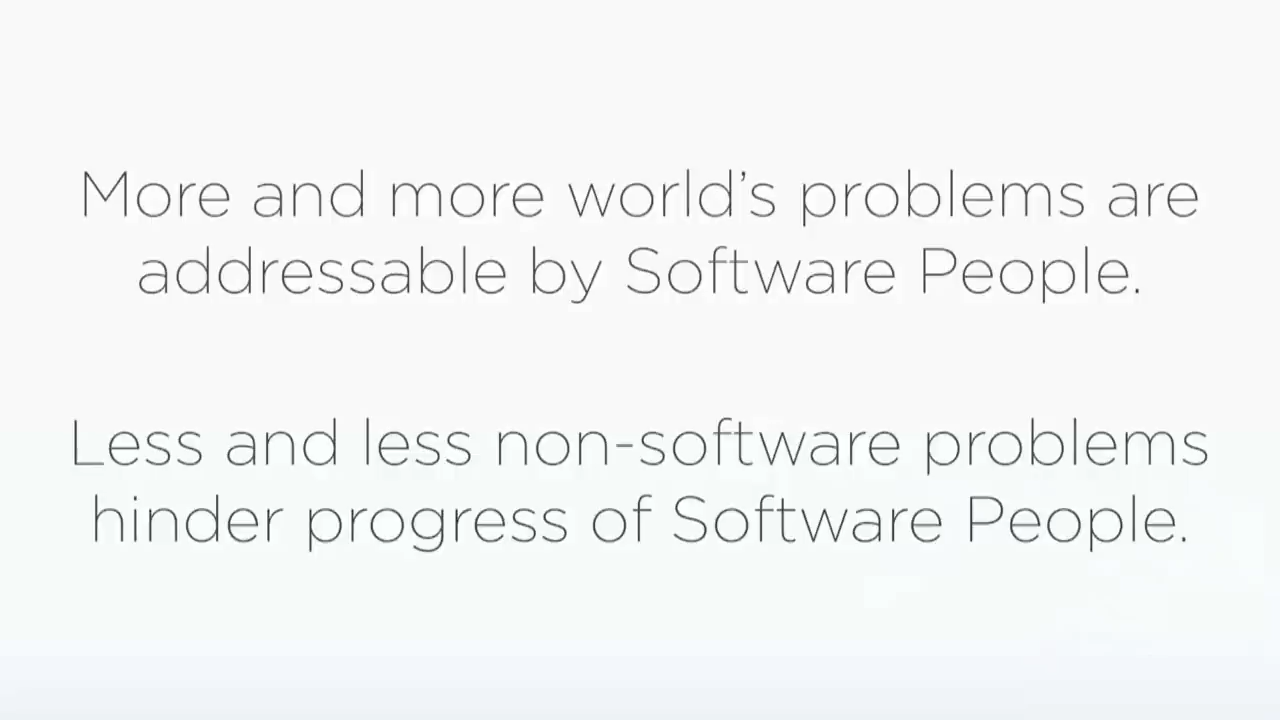 More and more world’s problems are
addressable by Software People.
Less and less non-software problems
hinder progress of Software People.